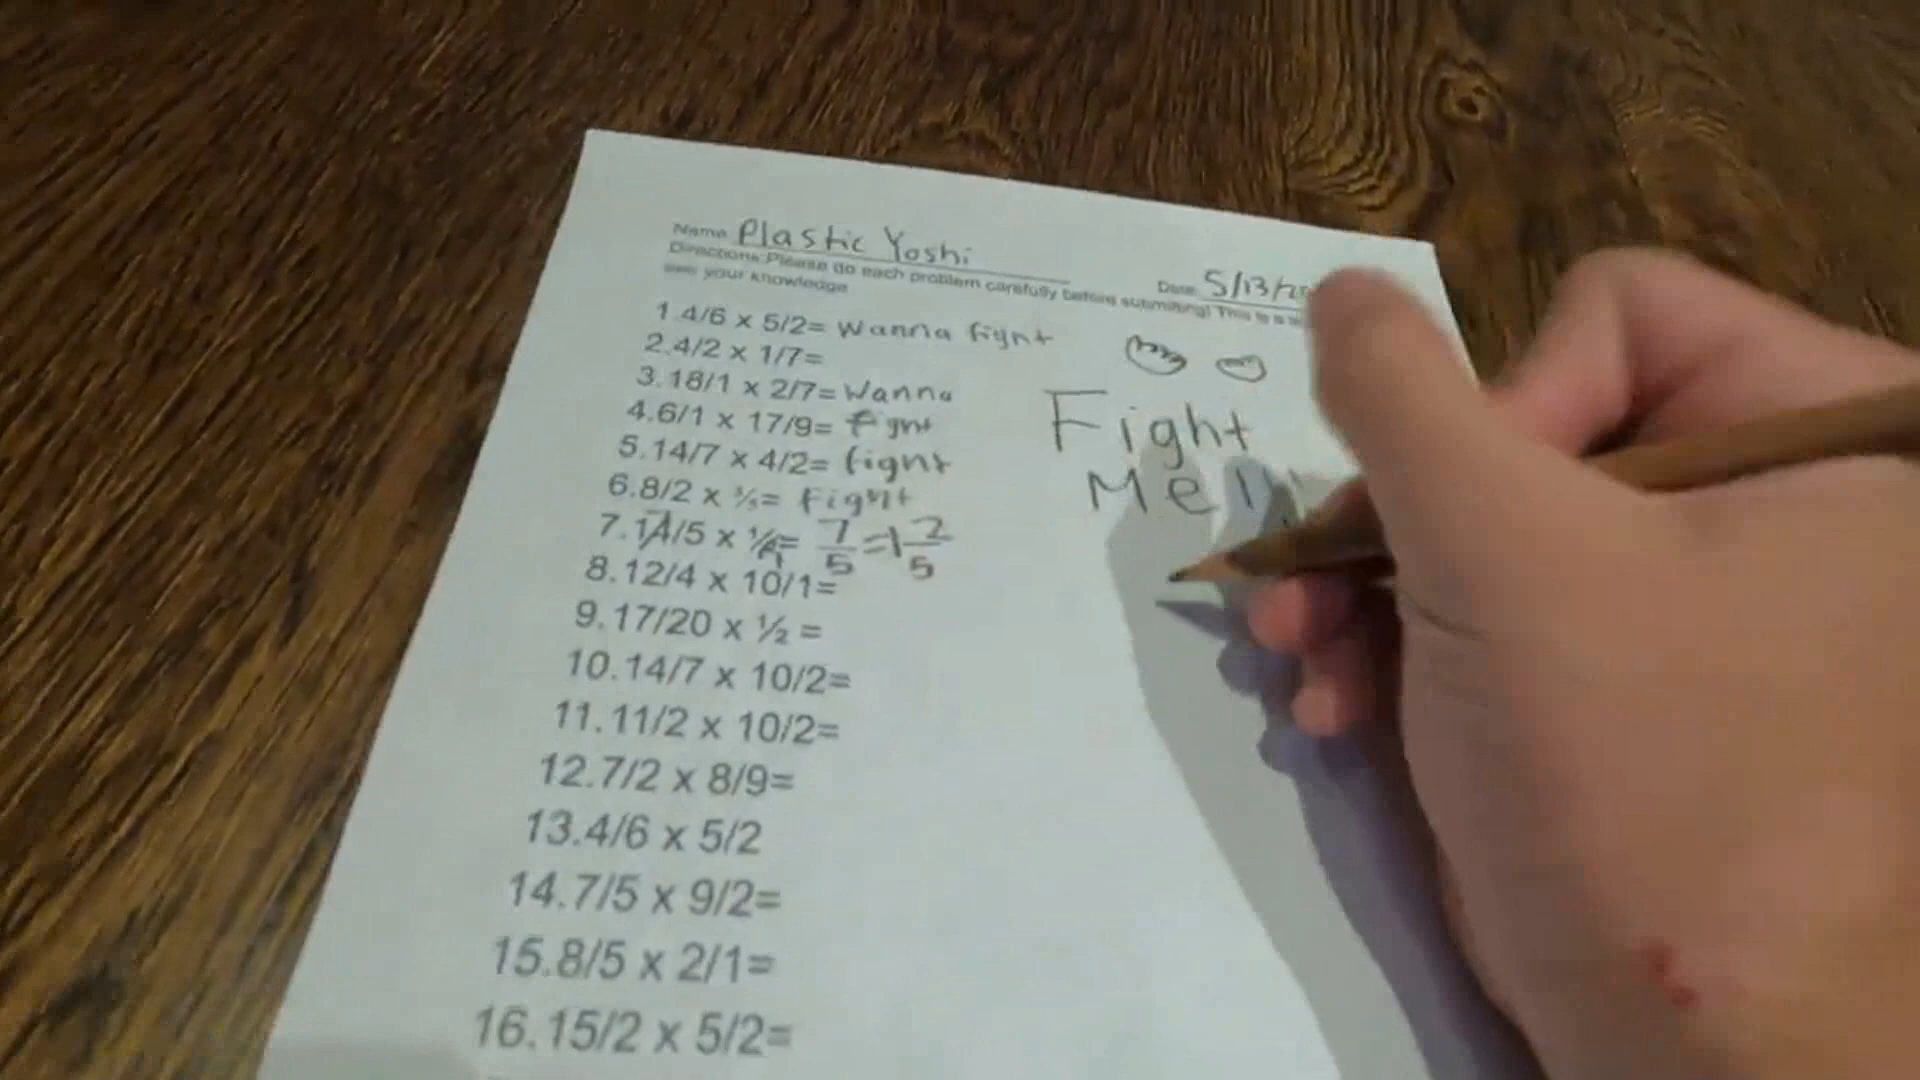 Name: Plastic Yoshi
Date: 5/13/20
Directions: Please do each problem carefully before submitting! This is a
see your knowledge
1.4/6 x 5/2= Wanna fignt
2.4/2 x 1/7=
3.18/1 x 2/7= Wanna
4.6/1 x 17/9= fignt
5.14/7 x 4/2= fignt
6.8/2 x = Fight
7.14/5 x ½= 7/5 = 1 2/5
8.12/4 x 10/1=
9.17/20 x ½ =
10.14/7 x 10/2=
11.11/2 x 10/2=
12.7/2 x 8/9=
13.4/6 x 5/2
14.7/5 x 9/2=
15.8/5 x 2/1=
16.15/2 x 5/2=
Fight
Me!!